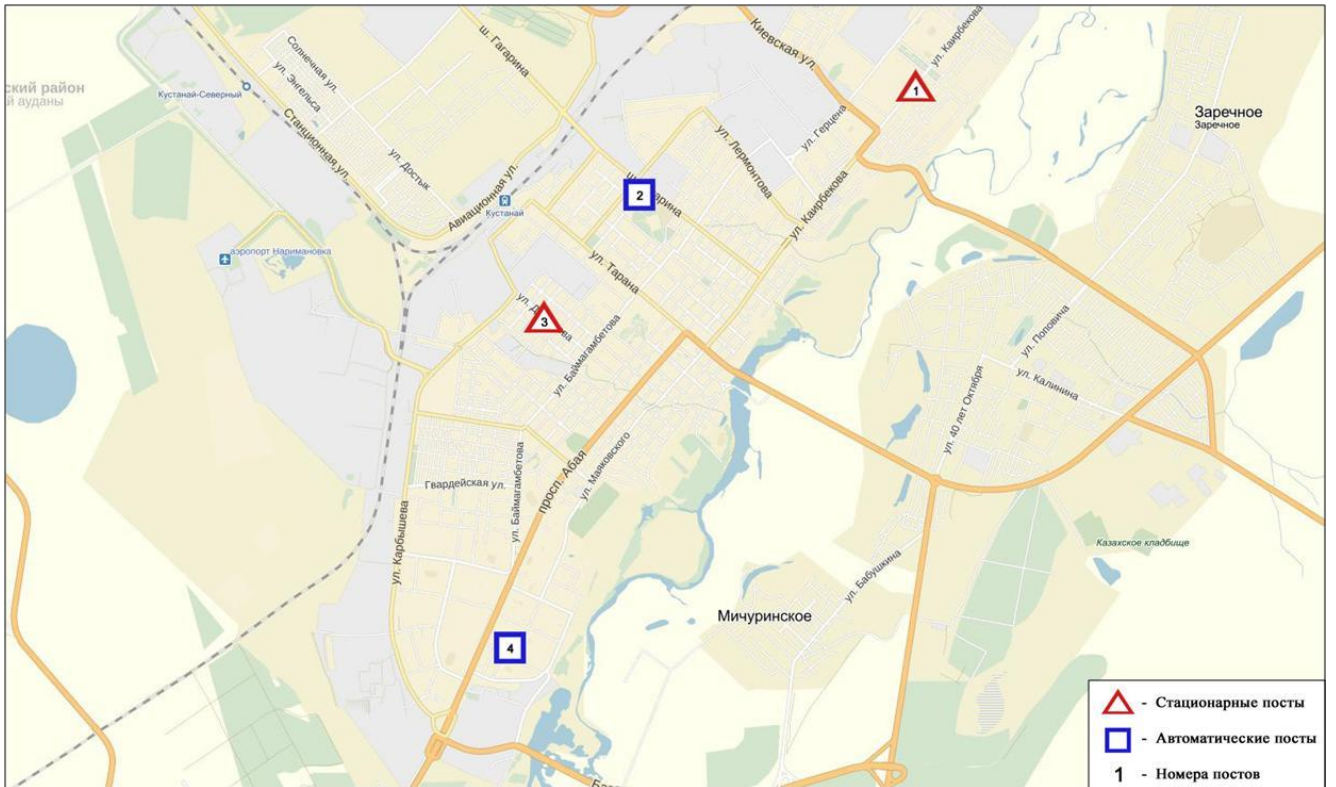 ш. Гагарина
Киевская ул.
ул. Каирбекова
1
ский район
й ауданы
Кустанай-Северный
Солнечная ул.
ул. Энгельса
Станционная ул.
ул. Достык
Авиационная ул.
Кустанай
аэропорт Наримановка
2
ул. Лермонтова
ул. Герцена
ул. Каирбекова
Заречное
Заречное
ул. Тарана
3
ул. Баймагамбетова
ул. Поповича
ул. Калинина
ул. 40 лет Октября
Гвардейская ул.
ул. Баймагамбетова
просп. Абая
ул. Маяковского
ул. Карбышева
Казахское кладбище
ул. Бабушкина
Мичуринское
4
- Стационарные посты
- Автоматические посты
1 - Номера постов